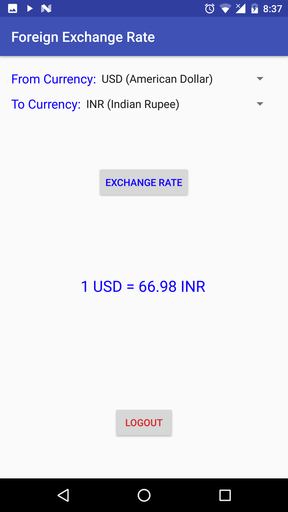 8:37
Foreign Exchange Rate
From Currency: USD (American Dollar)
To Currency: INR (Indian Rupee)
EXCHANGE RATE
1 USD = 66.98 INR
LOGOUT